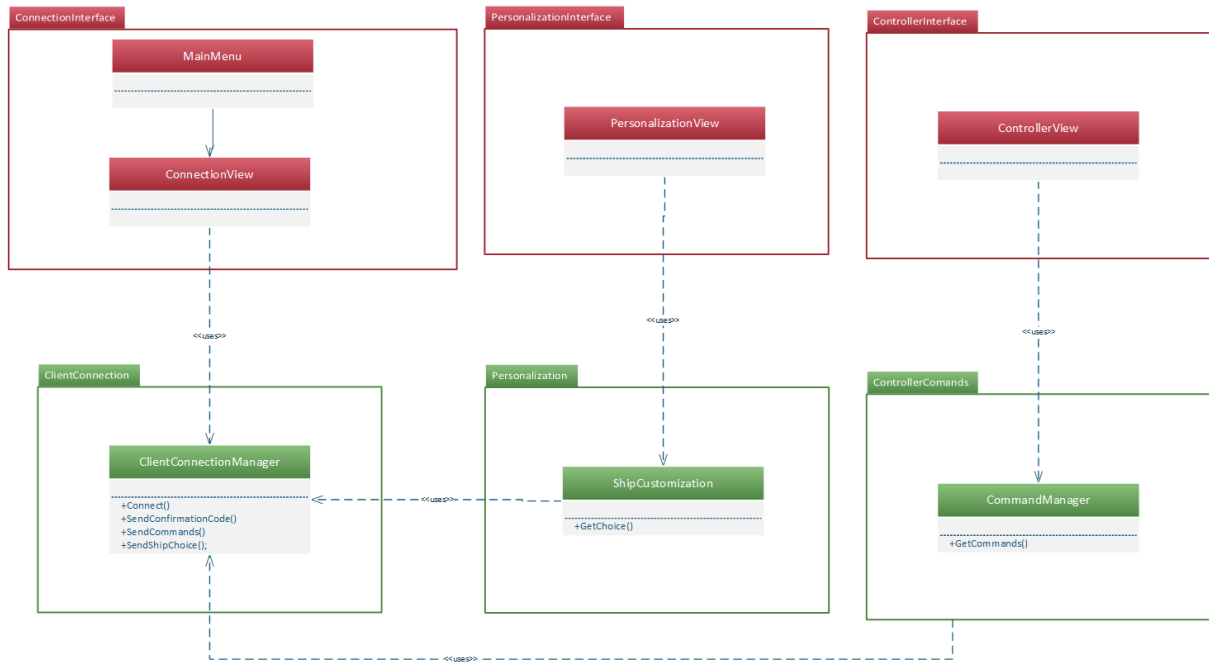 ConnectionInterface
PersonalizationInterface
ControllerInterface
MainMenu
PersonalizationView
ControllerView
ConnectionView
<<uses>>
<<uses>>
<<uses>>
ClientConnection
Personalization
ControllerComands
ClientConnectionManager
+Connect()
+SendConfirmationCode()
+SendCommands()
+SendShipChoice();
<<uses>>
ShipCustomization
+GetChoice()
CommandManager
+GetCommands()
<<uses>>